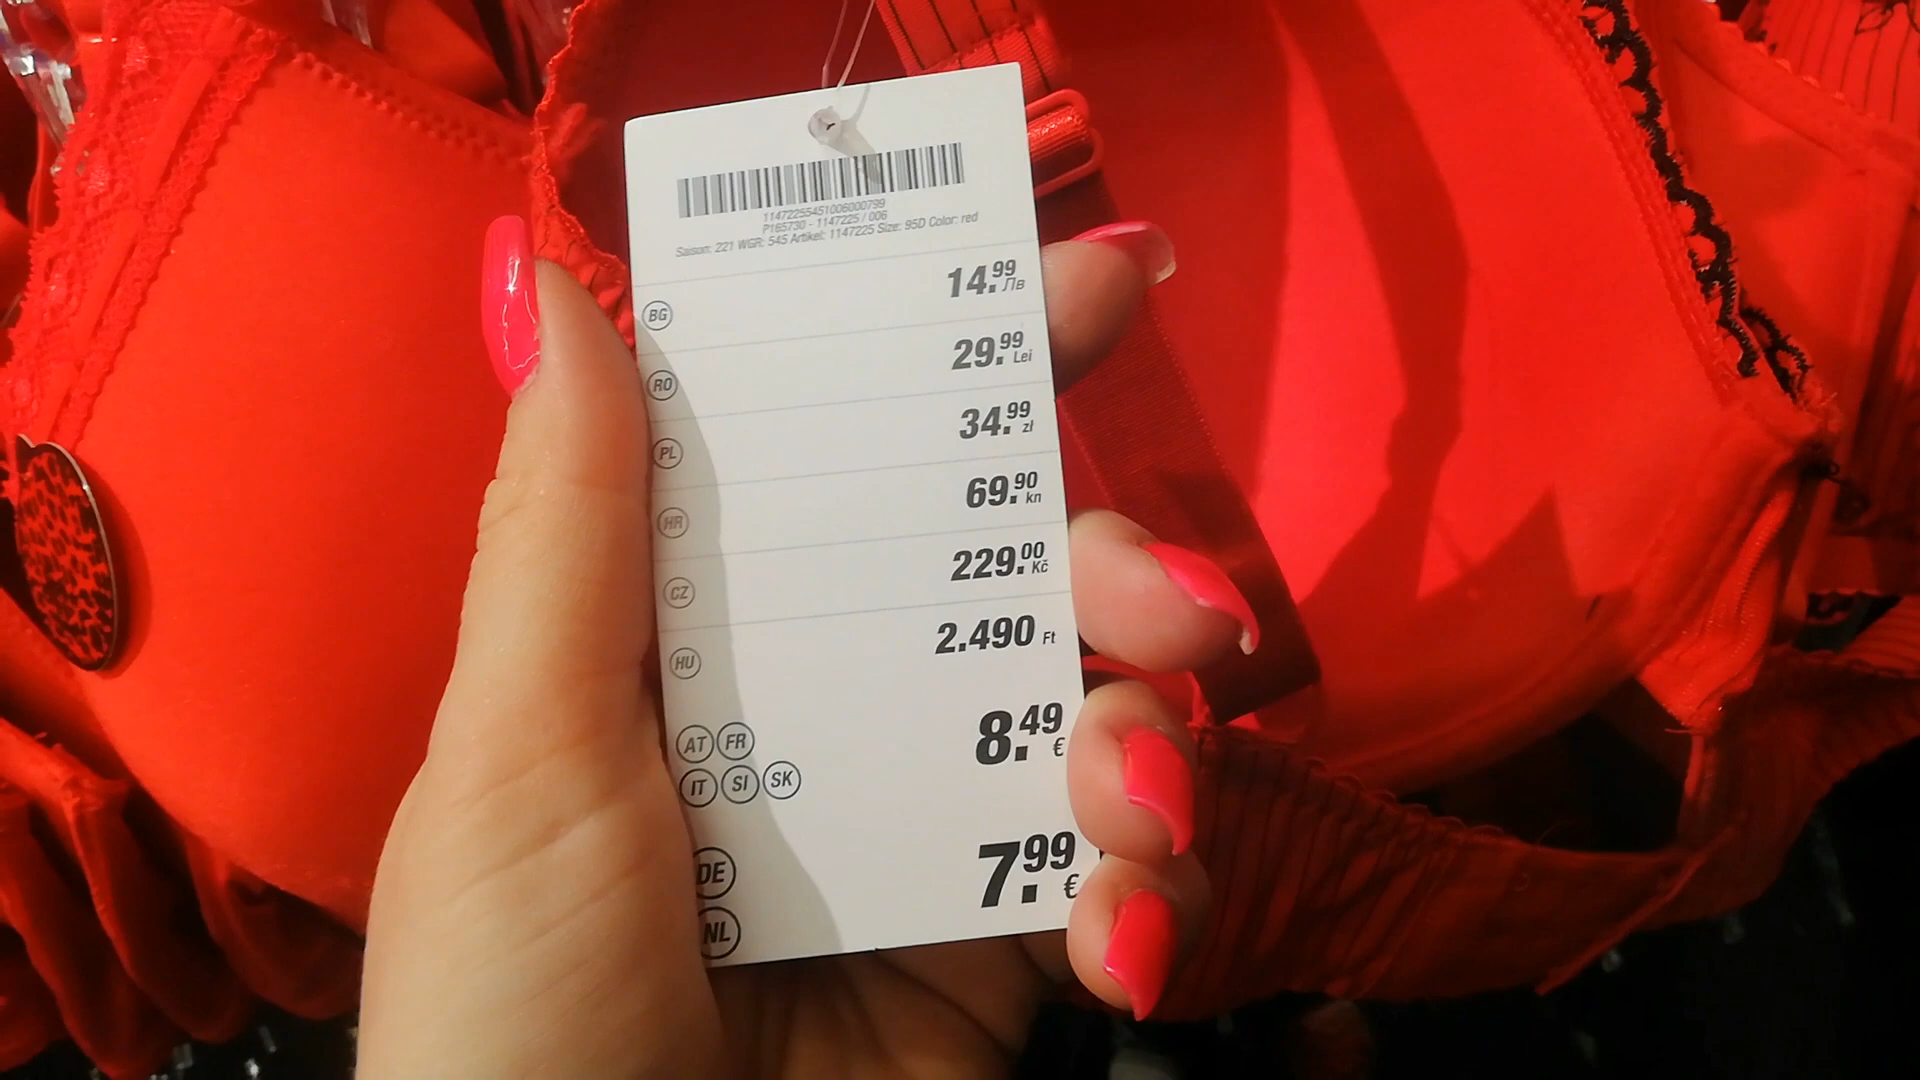 11472255451006000799
P165730 - 1147225 / 006
Saison: 221 WGR: 545 Artikel: 1147225 Size: 95D Color: red
BG 14.99 Лв
RO 29.99 Lei
PL 34.99 zł
HR 69.90 kn
CZ 229.00 Kč
HU 2.490 Ft
AT FR 8.49 €
IT SI SK
DE 7.99 €
NL